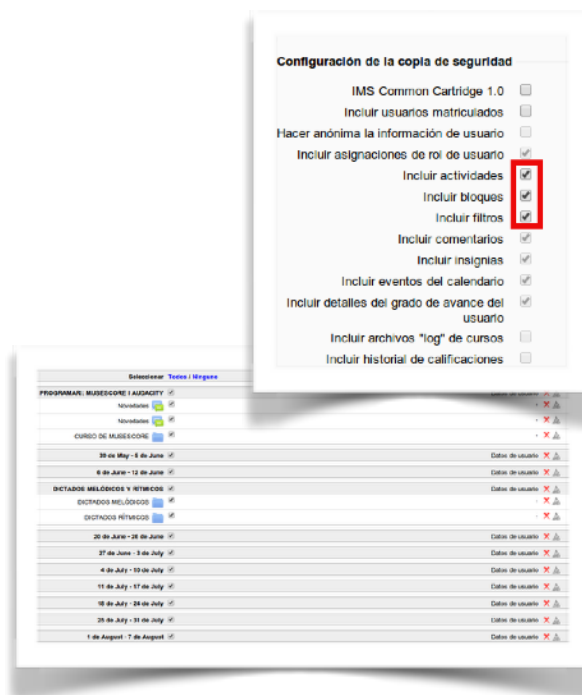 Configuración de la copia de seguridad
IMS Common Cartridge 1.0
Incluir usuarios matriculados
Hacer anónima la información de usuario
Incluir asignaciones de rol de usuario
Incluir actividades
Incluir bloques
Incluir filtros
Incluir comentarios
Incluir insignias
Incluir eventos del calendario
Incluir detalles del grado de avance del
usuario
Incluir archivos "log" de cursos
Incluir historial de calificaciones
Seleccionar Todos / Ninguno
PROGRAMARI: MUSESCORE I AUDACITY
Novedades
Novedades
CURSO DE MUSESCORE
30 de May - 5 de June Datos de usuario
6 de June - 12 de June Datos de usuario
DICTADOS MELÓDICOS Y RÍTMICOS Datos de usuario
DICTADOS MELÓDICOS
DICTADOS RÍTMICOS
20 de June - 26 de June Datos de usuario
27 de June - 3 de July Datos de usuario
4 de July - 10 de July Datos de usuario
11 de July - 17 de July Datos de usuario
18 de July - 24 de July Datos de usuario
25 de July - 31 de July Datos de usuario
1 de August - 7 de August Datos de usuario